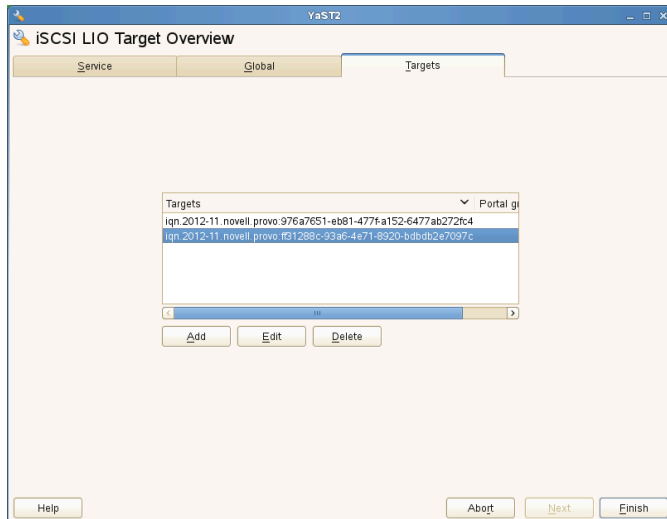 YaST2
iSCSI LIO Target Overview
Service Global Targets
Targets Portal
iqn.2012-11.novell.provo:976a7651-eb81-477f-a152-6477ab272fc4
iqn.2012-11.novell.provo:ff31288c-93a6-4e71-8920-bdbdb2e7097c
Add Edit Delete
Help Abort Next Finish